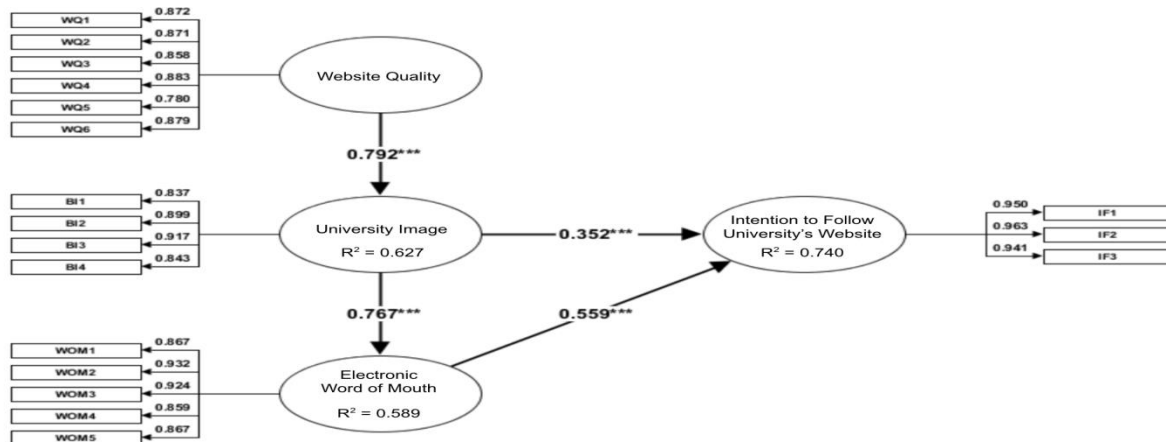 WQ1
0.872
WQ2
0.871
WQ3
0.858
WQ4
0.883
WQ5
0.780
WQ6
0.879
Website Quality
0.792***
BI1
0.837
BI2
0.899
BI3
0.917
BI4
0.843
University Image
R² = 0.627
0.352***
Intention to Follow
University's Website
R² = 0.740
0.950
IF1
0.963
IF2
0.941
IF3
0.767***
0.559***
WOM1
0.867
WOM2
0.932
WOM3
0.924
WOM4
0.859
WOM5
0.867
Electronic
Word of Mouth
R² = 0.589